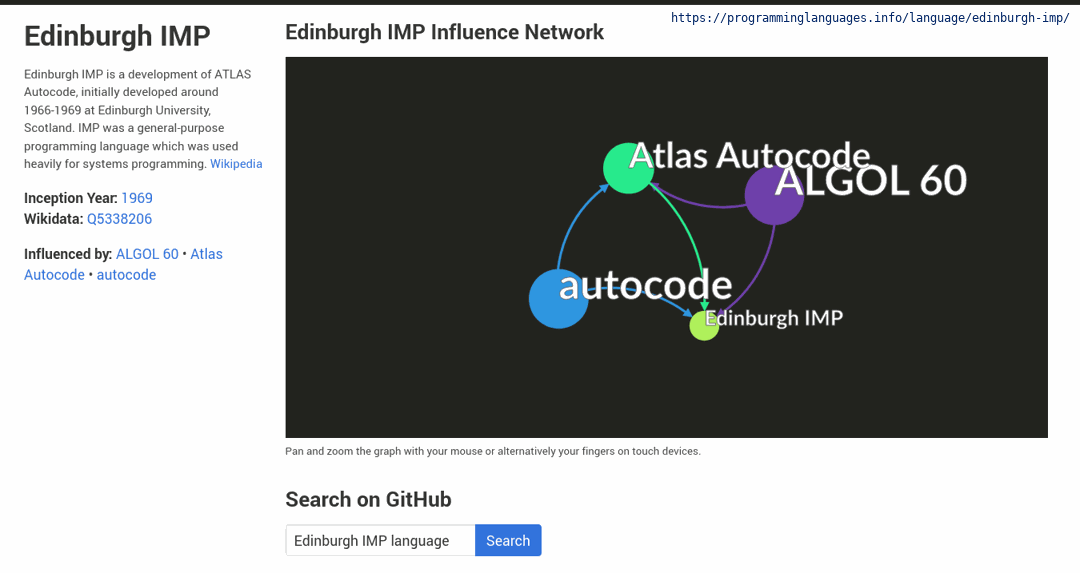 https://programminglanguages.info/language/edinburgh-imp/
Edinburgh IMP
Edinburgh IMP is a development of ATLAS
Autocode, initially developed around
1966-1969 at Edinburgh University,
Scotland. IMP was a general-purpose
programming language which was used
heavily for systems programming. Wikipedia
Inception Year: 1969
Wikidata: Q5338206
Influenced by: ALGOL 60 • Atlas
Autocode • autocode
Edinburgh IMP Influence Network
Atlas Autocode
ALGOL 60
autocode
Edinburgh IMP
Pan and zoom the graph with your mouse or alternatively your fingers on touch devices.
Search on GitHub
Edinburgh IMP language
Search